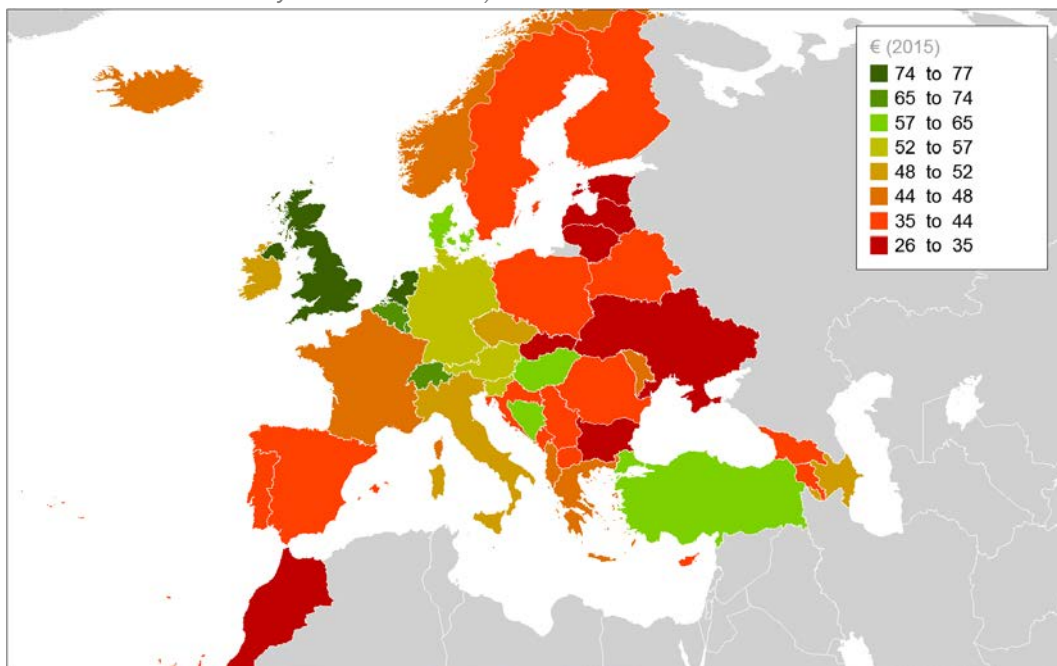 € (2015)
74 to 77
65 to 74
57 to 65
52 to 57
48 to 52
44 to 48
35 to 44
26 to 35